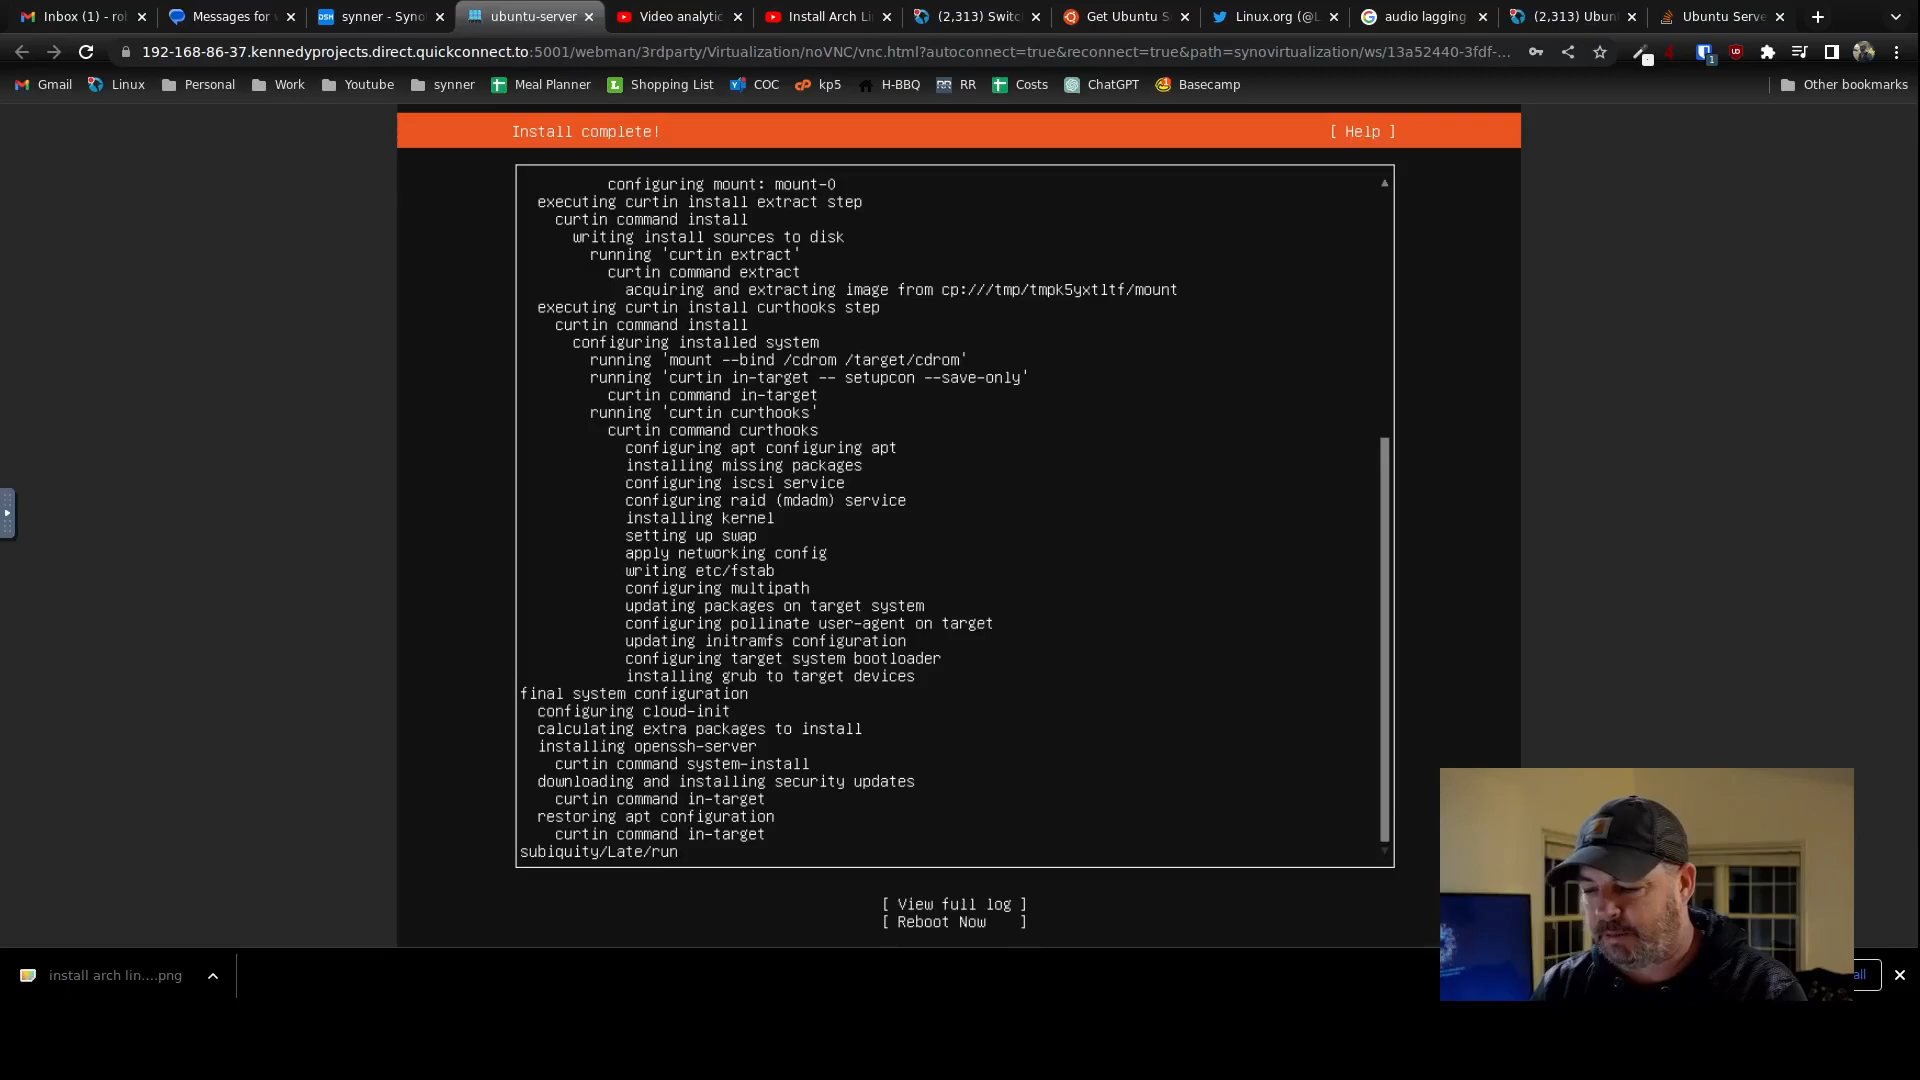 Inbox (1) - ro
Messages for
synner - Syno
ubuntu-server
Video analytic
Install Arch Li
(2,313) Switc
Get Ubuntu S
Linux.org (@L
audio lagging
(2,313) Ubun
Ubuntu Serve
192-168-86-37.kennedyprojects.direct.quickconnect.to:5001/webman/3rdparty/Virtualization/noVNC/vnc.html?autoconnect=true&reconnect=true&path=synovirtualization/ws/13a52440-3fdf-...
Gmail
Linux
Personal
Work
Youtube
synner
Meal Planner
Shopping List
COC
kp5
H-BBQ
RR
Costs
ChatGPT
Basecamp
Other bookmarks
Install complete!
[ Help ]
configuring mount: mount-0
executing curtin install extract step
curtin command install
writing install sources to disk
running 'curtin extract'
curtin command extract
acquiring and extracting image from cp:///tmp/tmpk5yxtltf/mount
executing curtin install curthooks step
curtin command install
configuring installed system
running 'mount --bind /cdrom /target/cdrom'
running 'curtin in-target -- setupcon --save-only'
curtin command in-target
running 'curtin curthooks'
curtin command curthooks
configuring apt configuring apt
installing missing packages
configuring iscsi service
configuring raid (mdadm) service
installing kernel
setting up swap
apply networking config
writing etc/fstab
configuring multipath
updating packages on target system
configuring pollinate user-agent on target
updating initramfs configuration
configuring target system bootloader
installing grub to target devices
final system configuration
configuring cloud-init
calculating extra packages to install
installing openssh-server
curtin command system-install
downloading and installing security updates
curtin command in-target
restoring apt configuration
curtin command in-target
subiquity/Late/run
[ View full log ]
[ Reboot Now ]
install arch lin....png
all